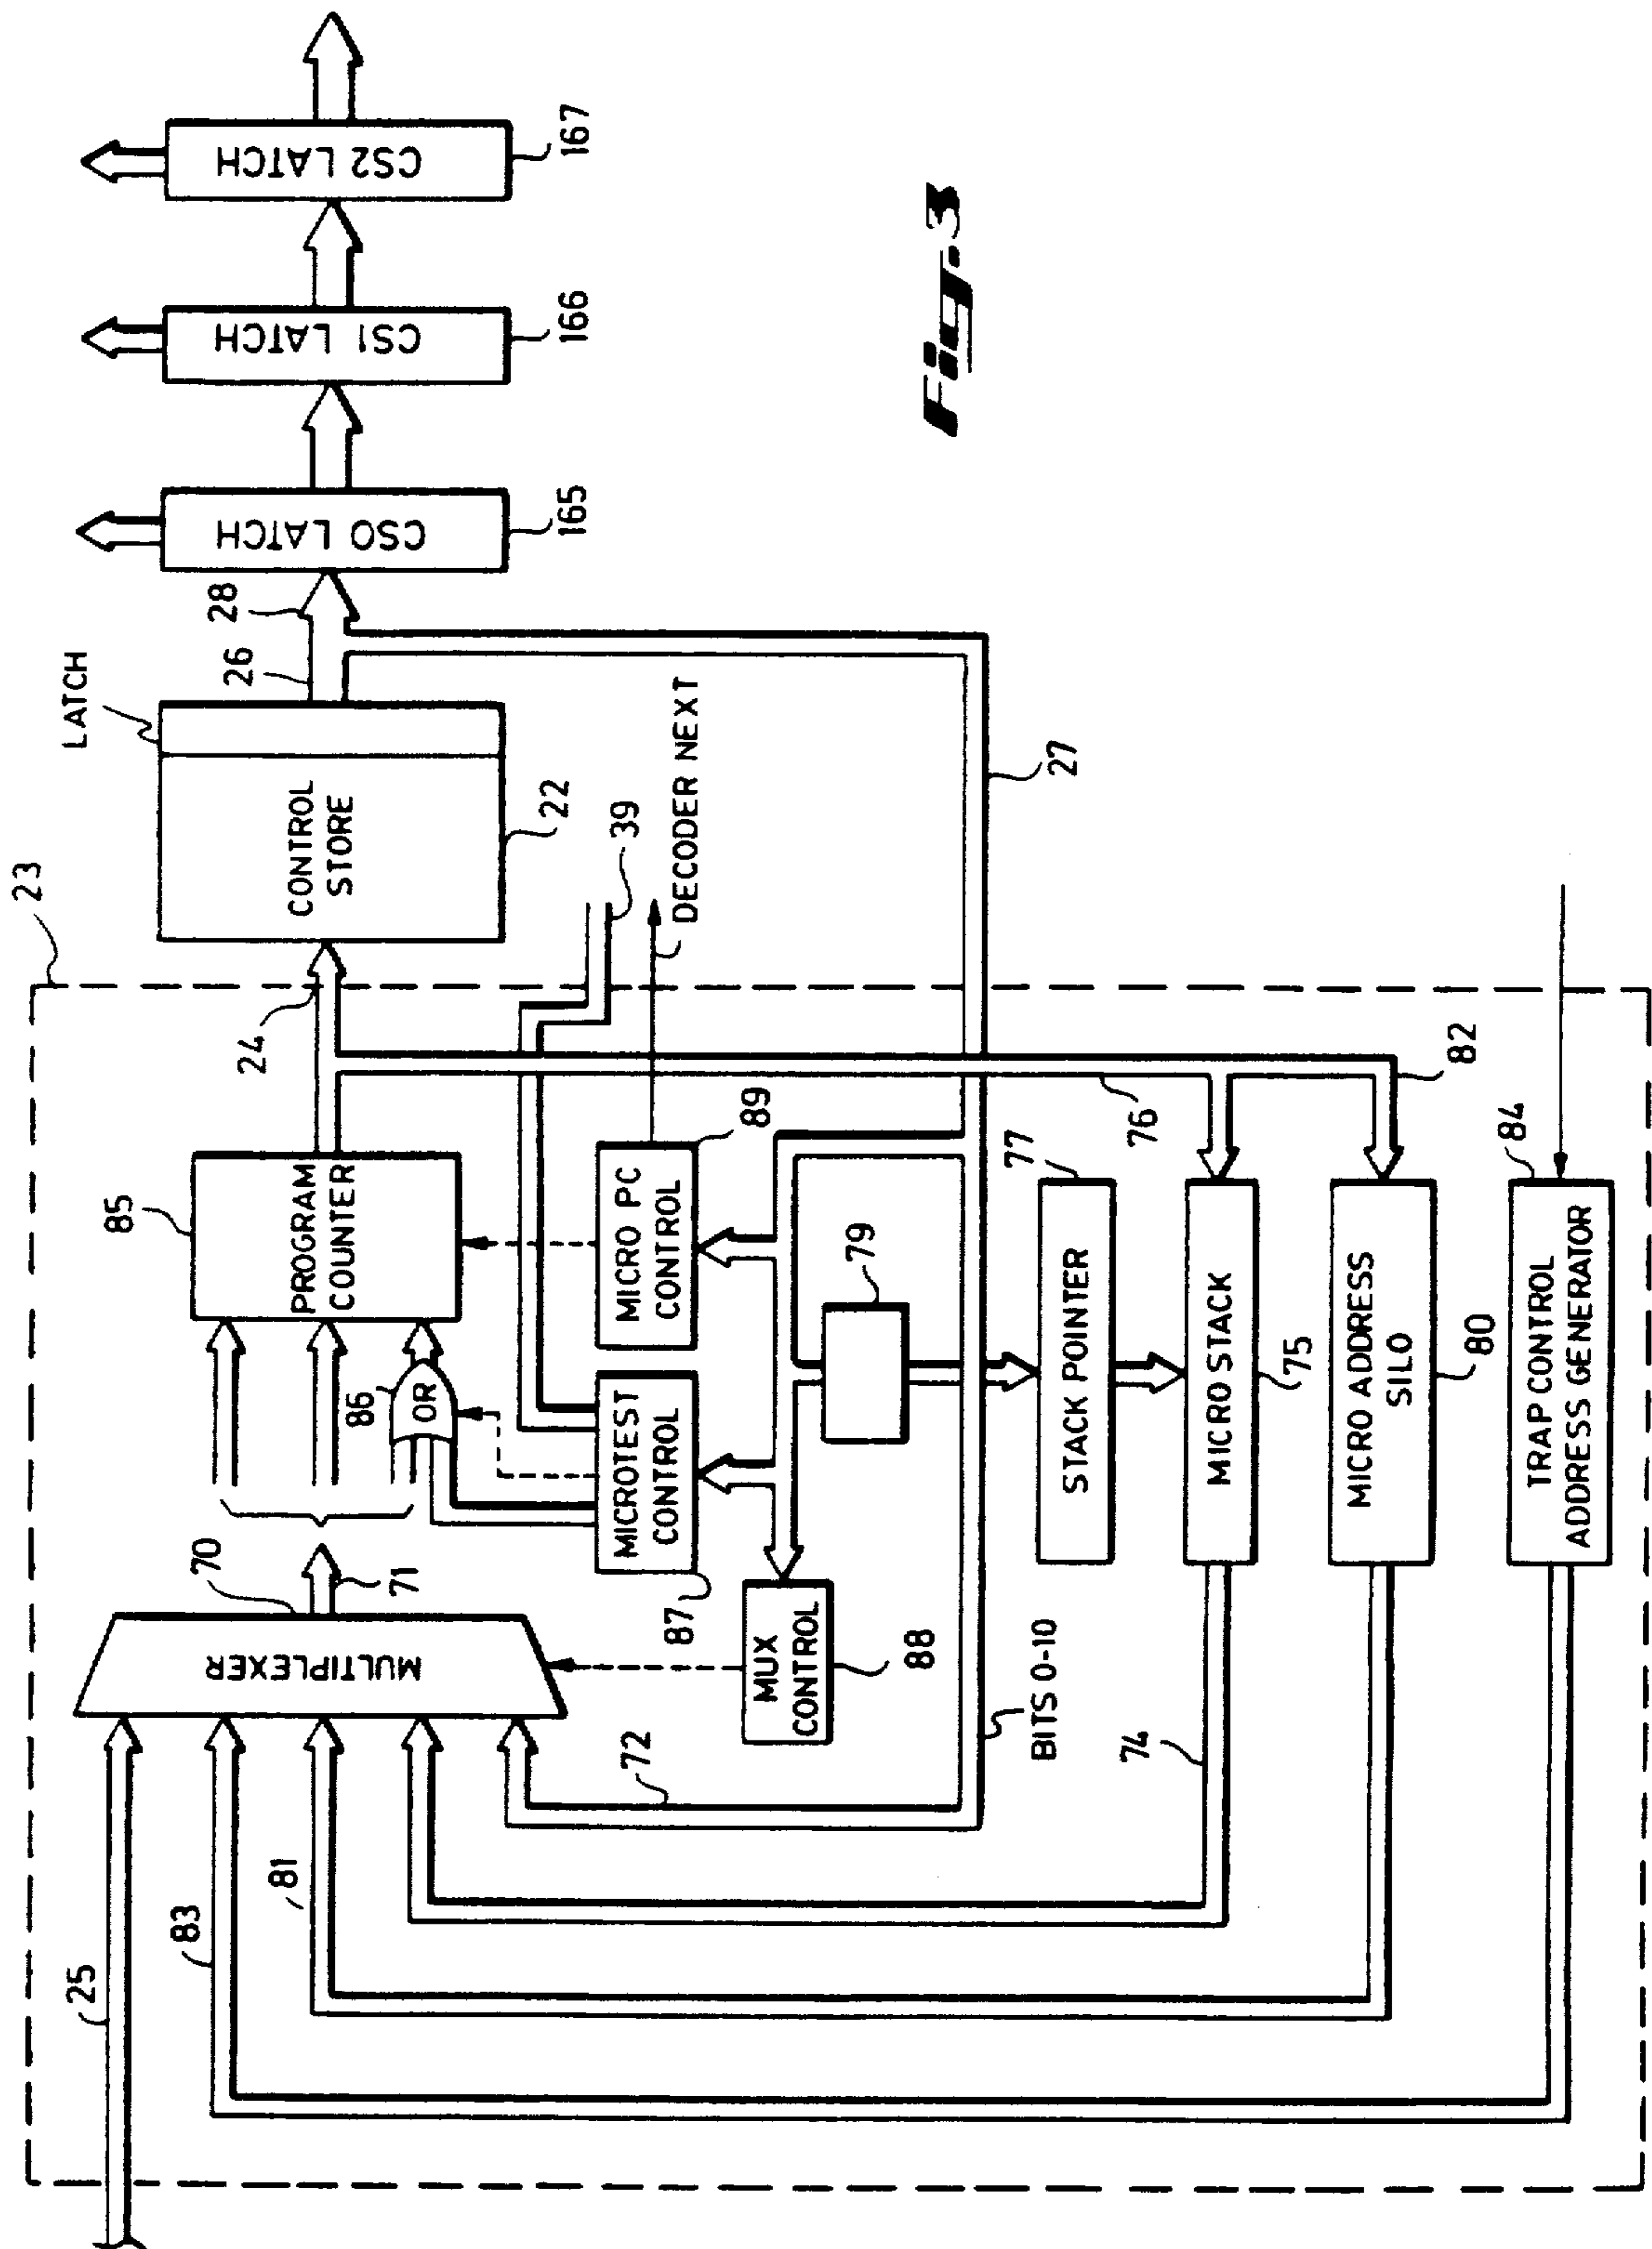 23
25
83
81
MULTIPLEXER
70
71
72
85
PROGRAM
COUNTER
86
OR
24
CONTROL
STORE
22
LATCH
26
28
CS0 LATCH
165
CS1 LATCH
166
CS2 LATCH
167
MICROTEST
CONTROL
87
MICRO PC
CONTROL
89
39
DECODER NEXT
MUX
CONTROL
88
79
27
BITS 0-10
74
STACK POINTER
77
76
MICRO STACK
75
82
MICRO ADDRESS
SILO
80
TRAP CONTROL
ADDRESS GENERATOR
84
Fig-3